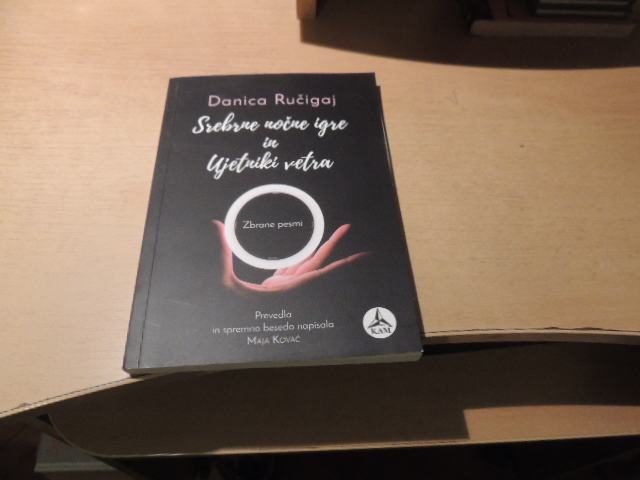 Danica Ručigaj
Srebrne nočne igre
in
Ujetniki vetra
Zbrane pesmi
Prevedla
in spremno besedo napisala
Maja Kovač
KAM